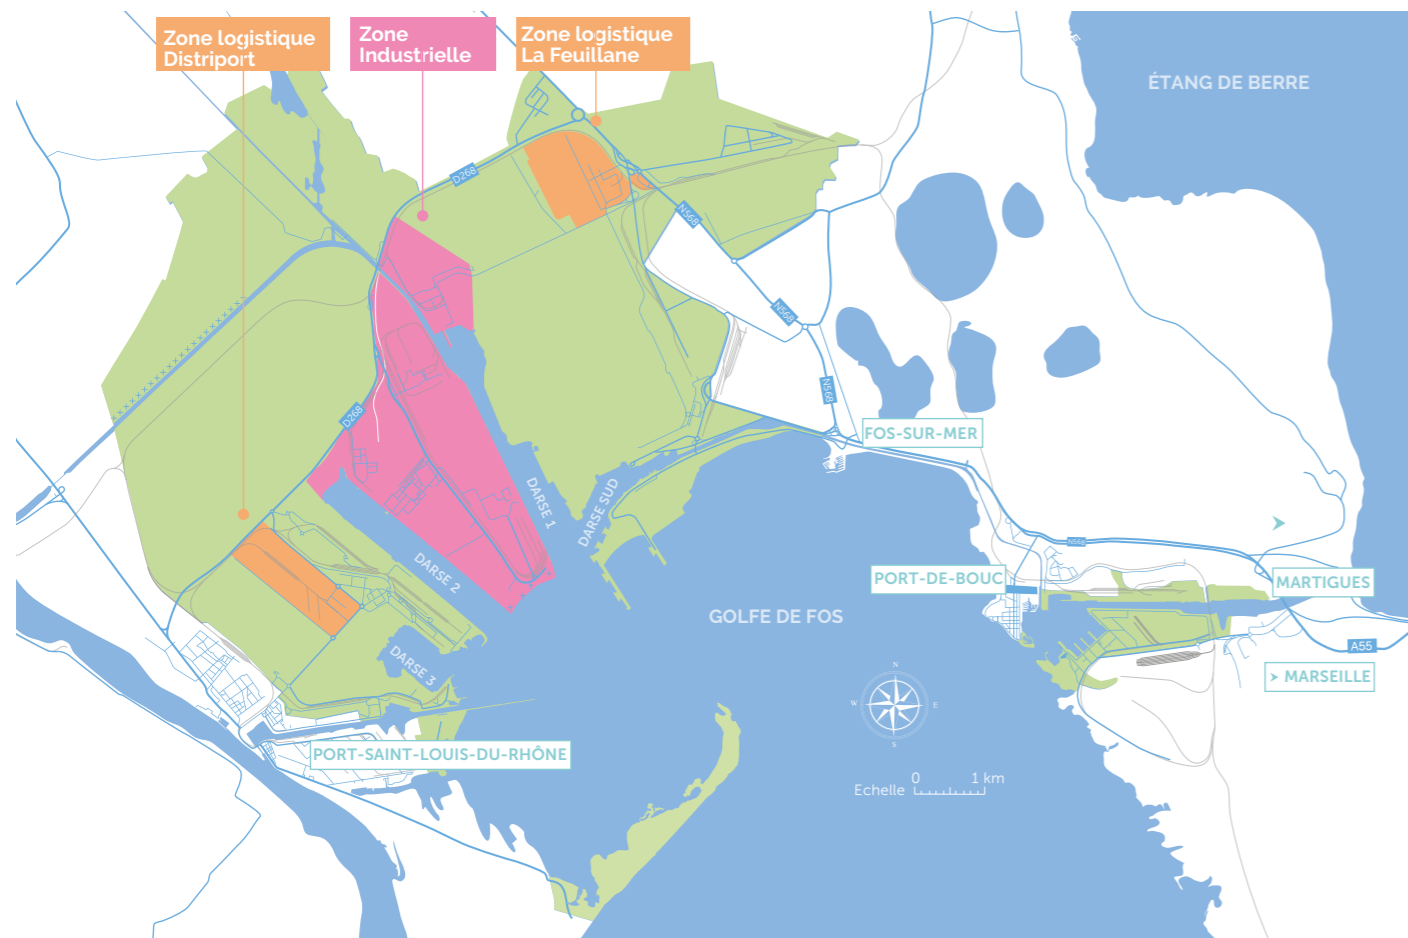 Zone logistique
Distriport
Zone
Industrielle
Zone logistique
La Feuillane
ÉTANG DE BERRE
D268
N568
N568
N568
D268
FOS-SUR-MER
DARSE 1
DARSE SUD
DARSE 2
PORT-DE-BOUC
MARTIGUES
GOLFE DE FOS
A55
DARSE 3
MARSEILLE
N
W
E
S
PORT-SAINT-LOUIS-DU-RHÔNE
0 1 km
Echelle